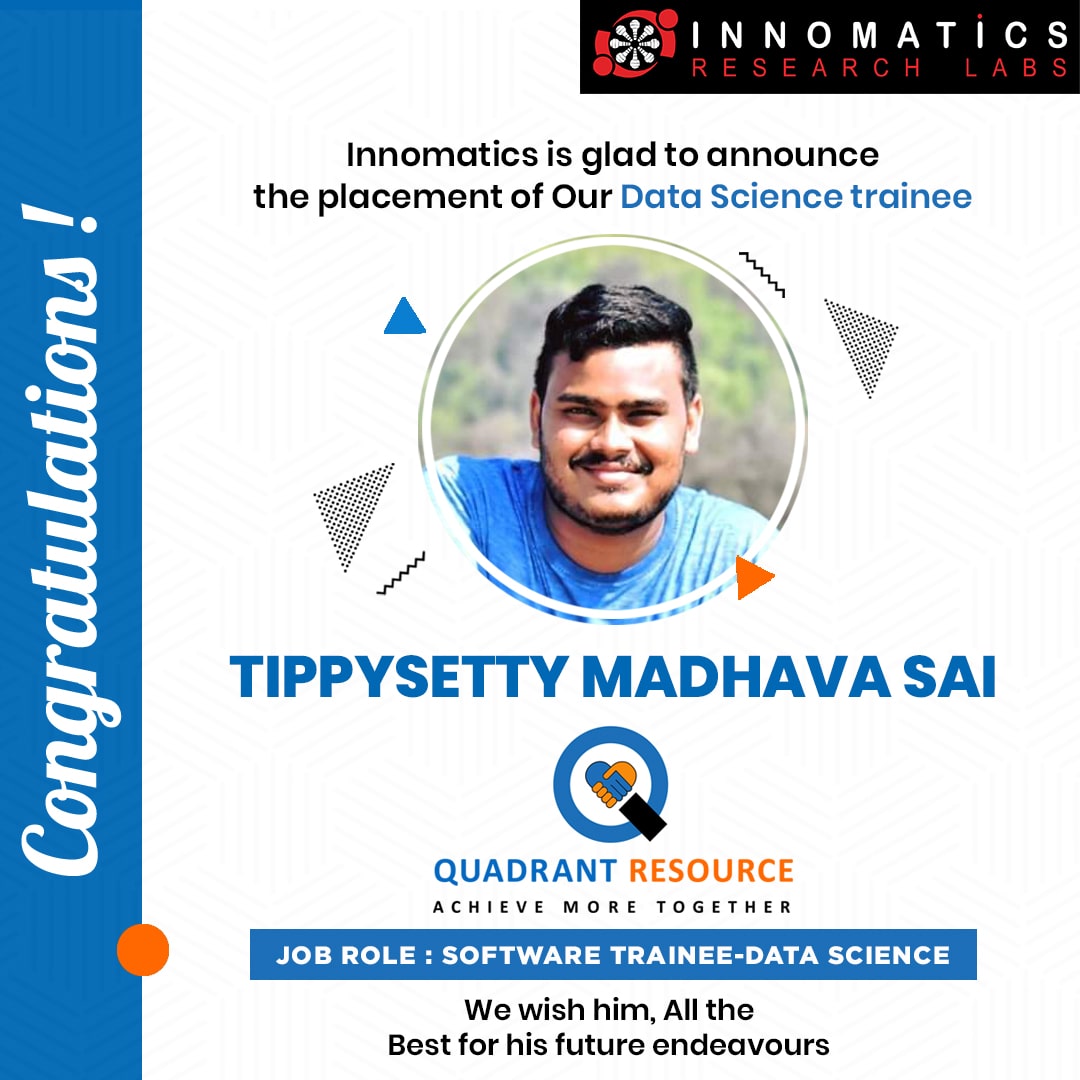 INNOMATICS
RESEARCH LABS
Innomatics is glad to announce
the placement of Our Data Science trainee
Congratulations !
TIPPYSETTY MADHAVA SAI
QUADRANT RESOURCE
ACHIEVE MORE TOGETHER
JOB ROLE : SOFTWARE TRAINEE-DATA SCIENCE
We wish him, All the
Best for his future endeavours